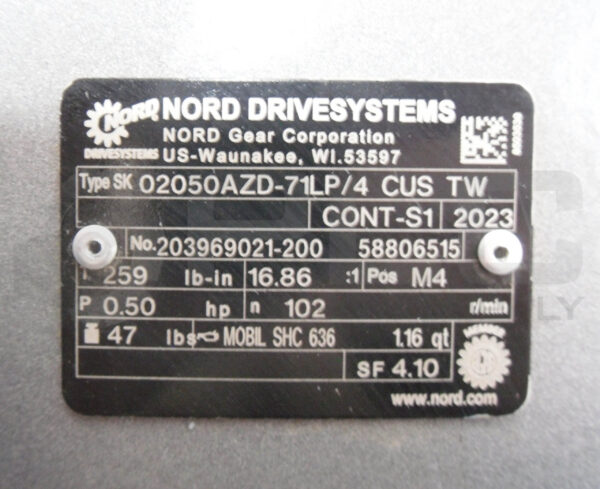 NORD DRIVESYSTEMS
NORD DRIVESYSTEMS
NORD Gear Corporation
US-Waunakee, WI.53597
Type SK 02050AZD-71LP/4 CUS TW
CONT-S1 2023
No. 203969021-200 58806515
259 lb-in 16.86 :1 Pos M4
P 0.50 hp n 102 r/min
47 lbs MOBIL SHC 636 1.16 qt
SF 4.10
MEMBER
www.nord.com